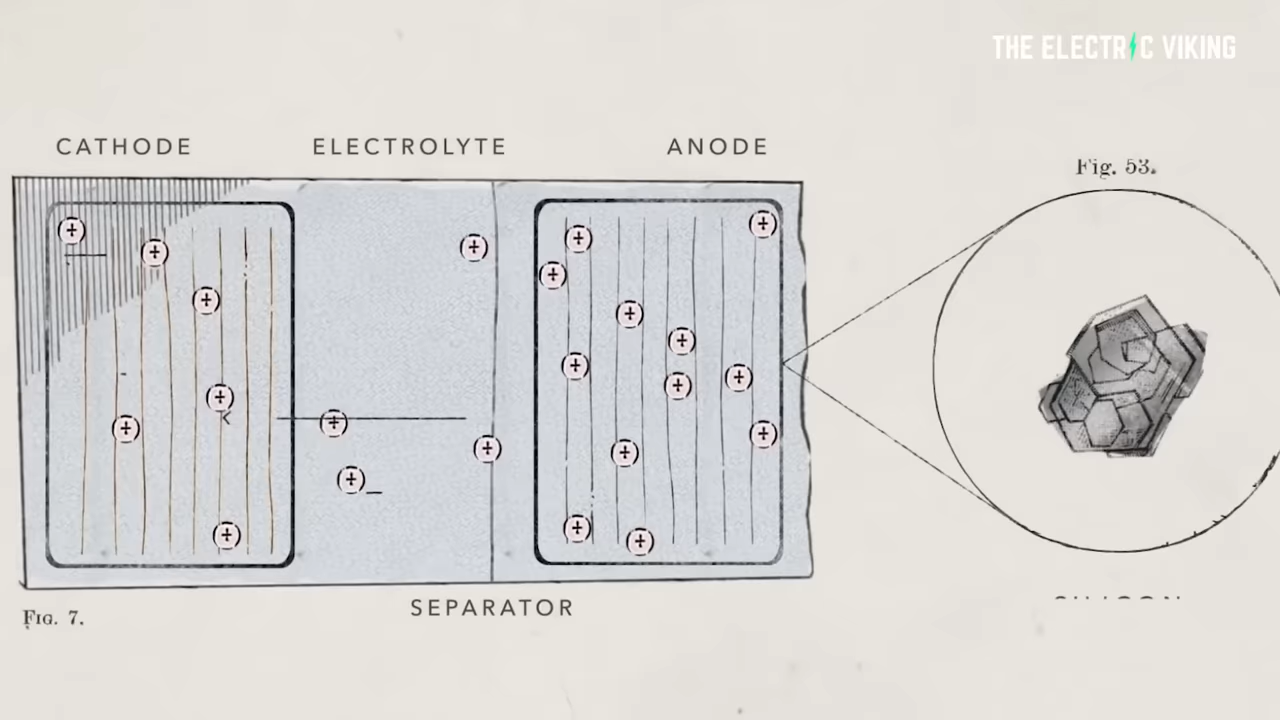 THE ELECTRIC VIKING
CATHODE
ELECTROLYTE
ANODE
Fig. 53.
SEPARATOR
Fig. 7.